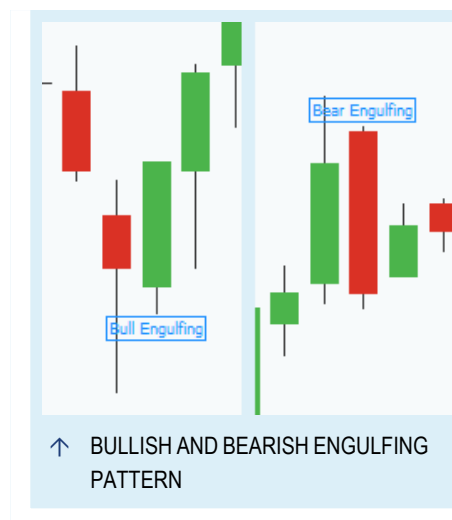 Bull Engulfing
Bear Engulfing
↑ BULLISH AND BEARISH ENGULFING
PATTERN